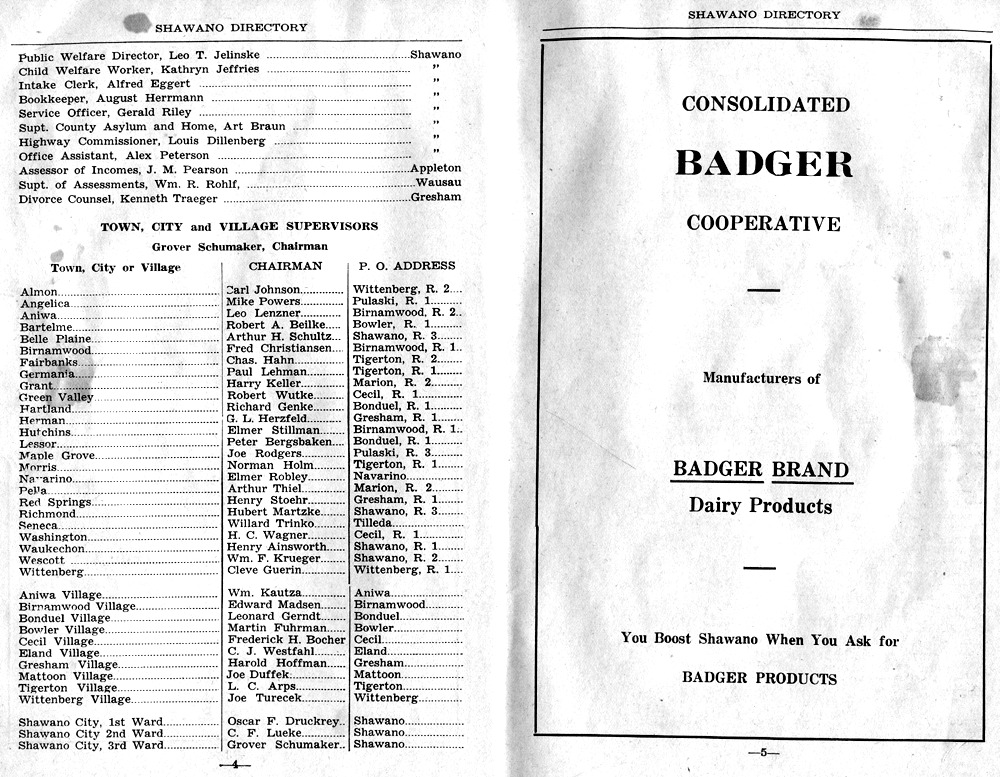 SHAWANO DIRECTORY
Public Welfare Director, Leo T. Jelinske ........ Shawano
Child Welfare Worker, Kathryn Jeffries ........ "
Intake Clerk, Alfred Eggert ........ "
Bookkeeper, August Herrmann ........ "
Service Officer, Gerald Riley ........ "
Supt. County Asylum and Home, Art Braun ........ "
Highway Commissioner, Louis Dillenberg ........ "
Office Assistant, Alex Peterson ........ "
Assessor of Incomes, J. M. Pearson ........ Appleton
Supt. of Assessments, Wm. R. Rohlf, ........ Wausau
Divorce Counsel, Kenneth Traeger ........ Gresham
TOWN, CITY and VILLAGE SUPERVISORS
Grover Schumaker, Chairman
Town, City or Village CHAIRMAN P. O. ADDRESS
Almon........ Carl Johnson........ Wittenberg, R. 2....
Angelica........ Mike Powers........ Pulaski, R. 1........
Aniwa........ Leo Lenzner........ Birnamwood, R. 2..
Bartelme........ Robert A. Beilke..... Bowler, R. 1........
Belle Plaine........ Arthur H. Schultz... Shawano, R. 3.......
Birnamwood........ Fred Christiansen.... Birnamwood, R. 1..
Fairbanks........ Chas. Hahn........ Tigerton, R. 2.......
Germania........ Paul Lehman........ Tigerton, R. 1.......
Grant........ Harry Keller........ Marion, R. 2........
Green Valley........ Robert Wutke........ Cecil, R. 1........
Hartland........ Richard Genke........ Bonduel, R. 1........
Herman........ G. L. Herzfeld........ Gresham, R. 1.......
Hutchins........ Elmer Stillman........ Birnamwood, R. 1..
Lessor........ Peter Bergsbaken.... Bonduel, R. 1........
Maple Grove........ Joe Rodgers........ Pulaski, R. 3........
Morris........ Norman Holm........ Tigerton, R. 1.......
Navarino........ Elmer Robley........ Navarino........
Pella........ Arthur Thiel........ Marion, R. 2........
Red Springs........ Henry Stoehr........ Gresham, R. 1.......
Richmond........ Hubert Martzke....... Shawano, R. 3.......
Seneca........ Willard Trinko........ Tilleda........
Washington........ H. C. Wagner........ Cecil, R. 1........
Waukechon........ Henry Ainsworth..... Shawano, R. 1.......
Wescott........ Wm. F. Krueger....... Shawano, R. 2.......
Wittenberg........ Cleve Guerin........ Wittenberg, R. 1....
Aniwa Village........ Wm. Kautza........ Aniwa........
Birnamwood Village........ Edward Madsen....... Birnamwood........
Bonduel Village........ Leonard Gerndt....... Bonduel........
Bowler Village........ Martin Fuhrman..... Bowler........
Cecil Village........ Frederick H. Bocher Cecil........
Eland Village........ C. J. Westfahl........ Eland........
Gresham Village........ Harold Hoffman..... Gresham........
Mattoon Village........ Joe Duffek........ Mattoon........
Tigerton Village........ L. C. Arps........ Tigerton........
Wittenberg Village........ Joe Turecek........ Wittenberg........
Shawano City, 1st Ward........ Oscar F. Druckrey.. Shawano........
Shawano City 2nd Ward........ C. F. Lueke........ Shawano........
Shawano City, 3rd Ward........ Grover Schumaker.. Shawano........
—4—
SHAWANO DIRECTORY
CONSOLIDATED
BADGER
COOPERATIVE
Manufacturers of
BADGER BRAND
Dairy Products
You Boost Shawano When You Ask for
BADGER PRODUCTS
—5—